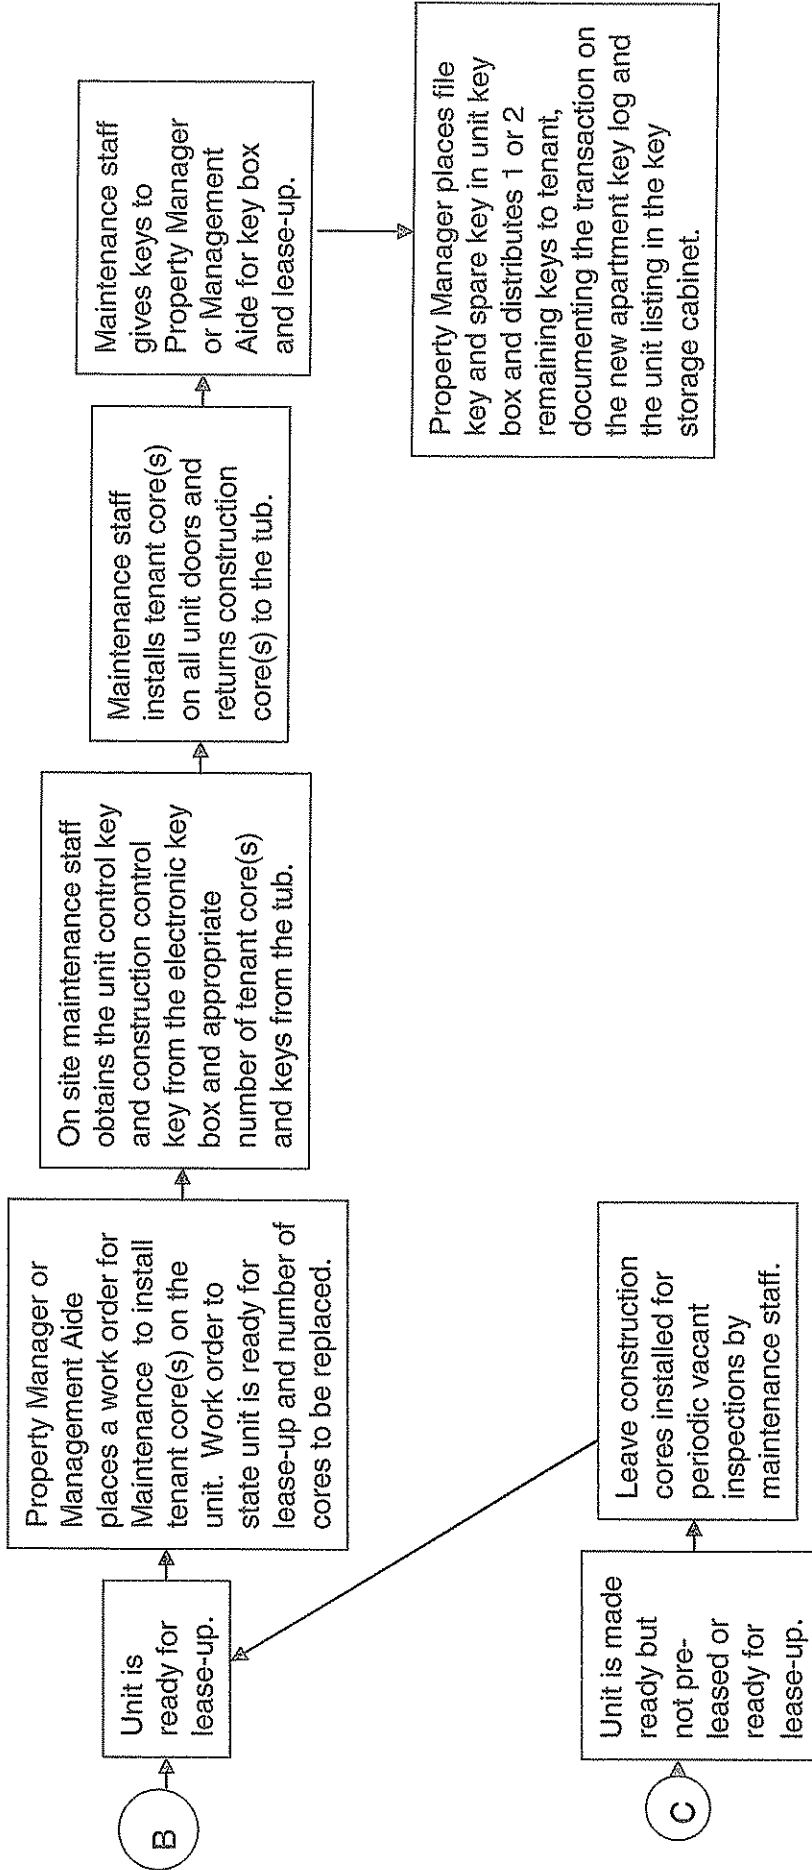 B
Unit is
ready for
lease-up.
Property Manager or
Management Aide
places a work order for
Maintenance to install
tenant core(s) on the
unit. Work order to
state unit is ready for
lease-up and number of
cores to be replaced.
On site maintenance staff
obtains the unit control key
and construction control
key from the electronic key
box and appropriate
number of tenant core(s)
and keys from the tub.
Maintenance staff
installs tenant core(s)
on all unit doors and
returns construction
core(s) to the tub.
Maintenance staff
gives keys to
Property Manager
or Management
Aide for key box
and lease-up.
Property Manager places file
key and spare key in unit key
box and distributes 1 or 2
remaining keys to tenant,
documenting the transaction on
the new apartment key log and
the unit listing in the key
storage cabinet.
C
Unit is made
ready but
not pre-
leased or
ready for
lease-up.
Leave construction
cores installed for
periodic vacant
inspections by
maintenance staff.